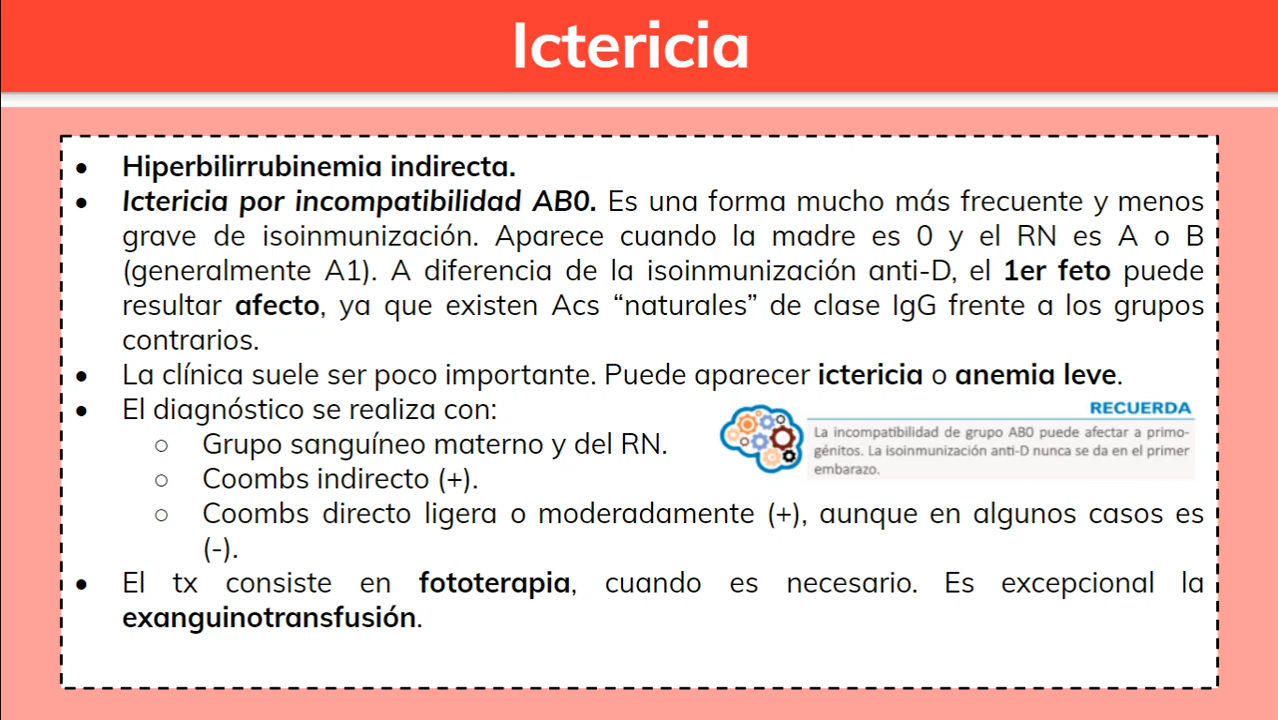 Ictericia
● Hiperbilirrubinemia indirecta.
● Ictericia por incompatibilidad AB0. Es una forma mucho más frecuente y menos
grave de isoinmunización. Aparece cuando la madre es 0 y el RN es A o B
(generalmente A1). A diferencia de la isoinmunización anti-D, el 1er feto puede
resultar afecto, ya que existen Acs “naturales” de clase IgG frente a los grupos
contrarios.
● La clínica suele ser poco importante. Puede aparecer ictericia o anemia leve.
● El diagnóstico se realiza con:
○ Grupo sanguíneo materno y del RN.
○ Coombs indirecto (+).
○ Coombs directo ligera o moderadamente (+), aunque en algunos casos es
(-).
● El tx consiste en fototerapia, cuando es necesario. Es excepcional la
exanguinotransfusión.
RECUERDA
La incompatibilidad de grupo AB0 puede afectar a primo-
génitos. La isoinmunización anti-D nunca se da en el primer
embarazo.